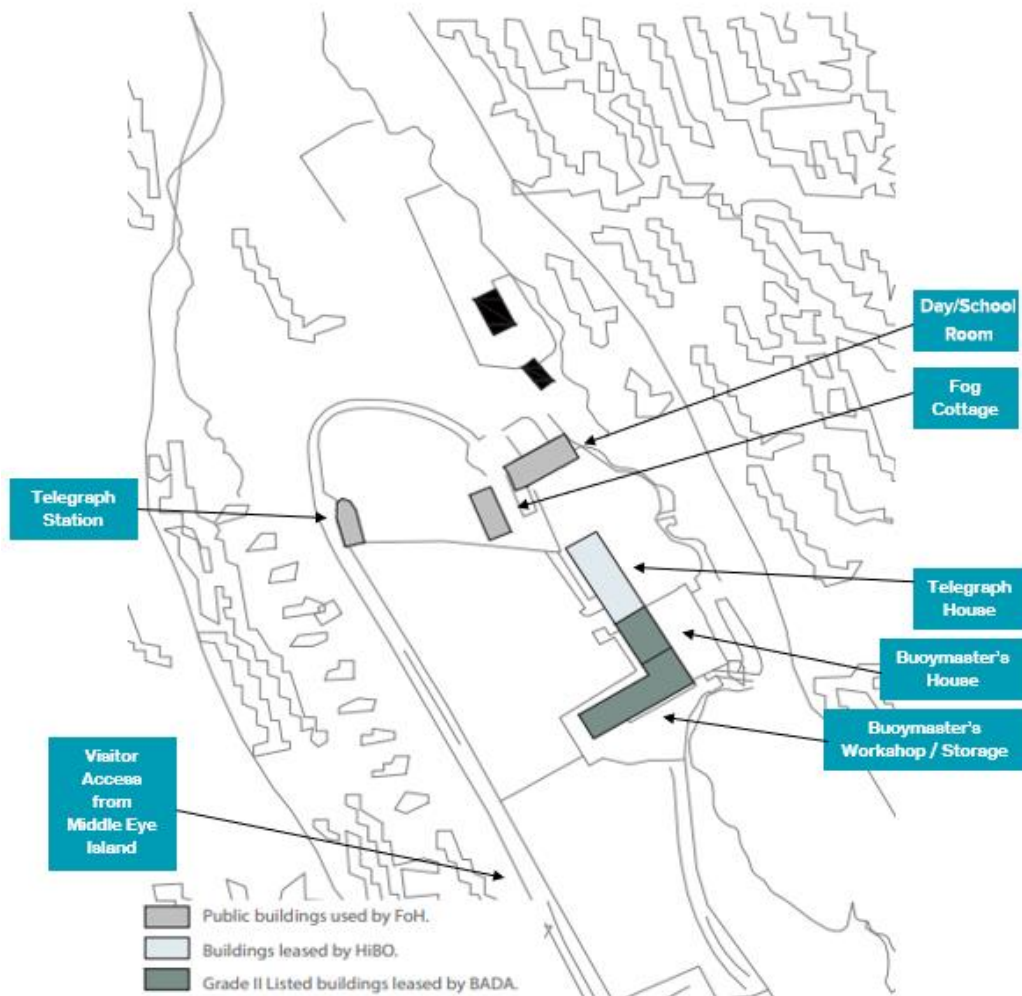 Day/School
Room
Fog
Cottage
Telegraph
Station
Telegraph
House
Buoymaster's
House
Buoymaster's
Workshop / Storage
Visitor
Access
from
Middle Eye
Island
Public buildings used by FoH.
Buildings leased by HiBO.
Grade II Listed buildings leased by BADA.